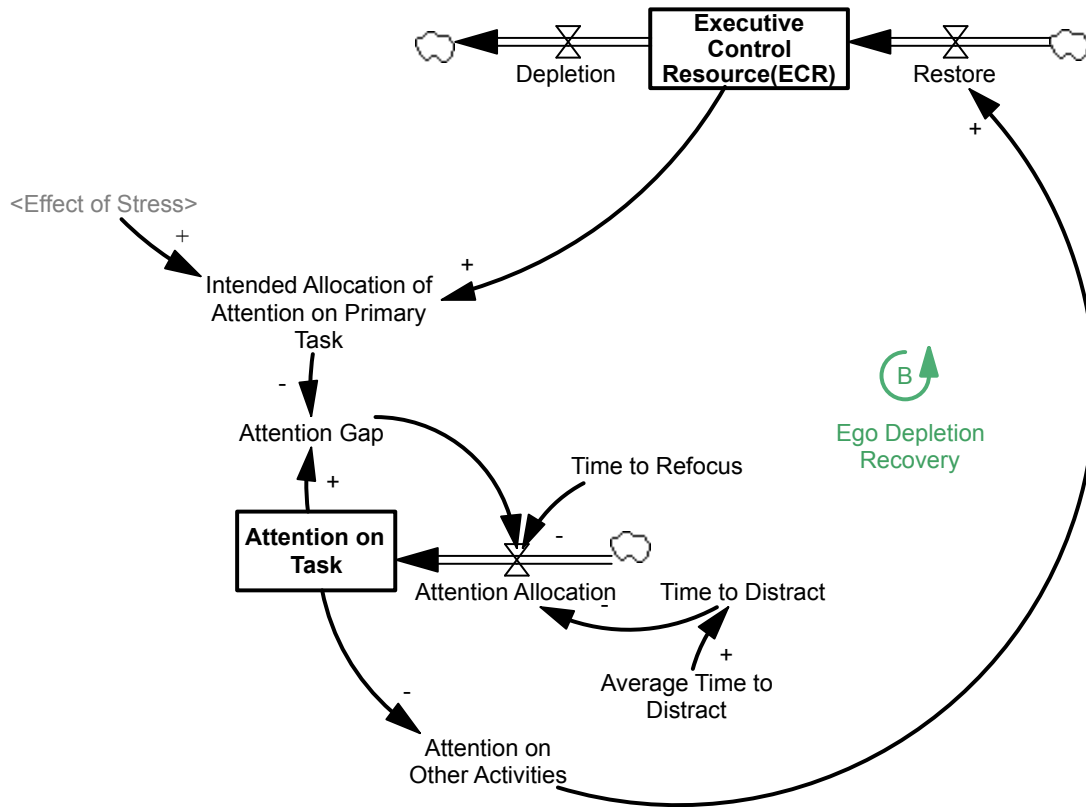 Executive
Control
Resource(ECR)
Depletion
Restore
+
<Effect of Stress>
+
+
Intended Allocation of
Attention on Primary
Task
-
B
Attention Gap
Ego Depletion
Recovery
Time to Refocus
+
Attention on
Task
-
Attention Allocation
Time to Distract
-
+
Average Time to
Distract
-
Attention on
Other Activities